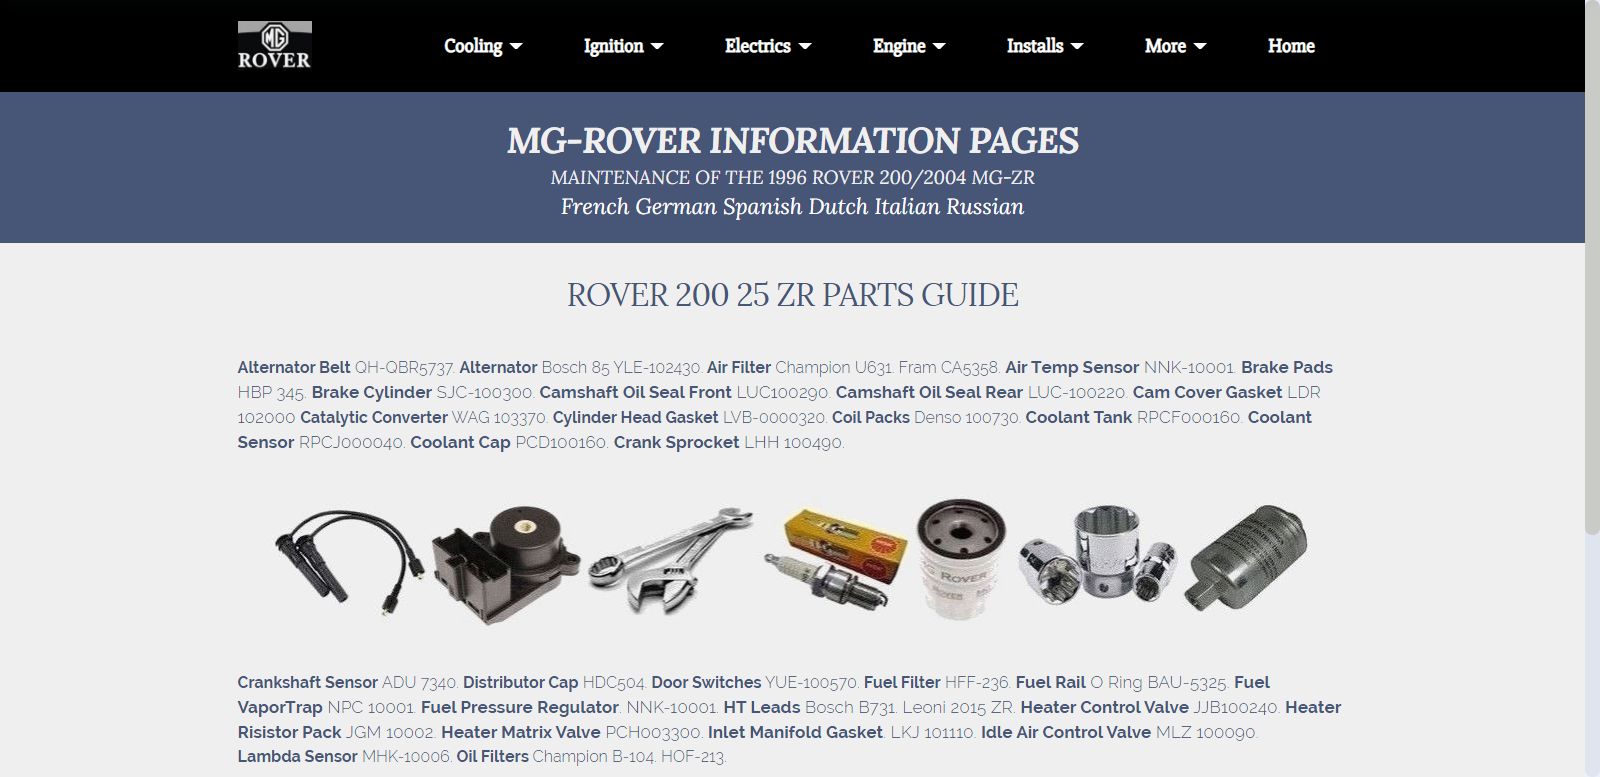 MG
ROVER
Cooling Ignition Electrics Engine Installs More Home
MG-ROVER INFORMATION PAGES
MAINTENANCE OF THE 1996 ROVER 200/2004 MG-ZR
French German Spanish Dutch Italian Russian
ROVER 200 25 ZR PARTS GUIDE
Alternator Belt QH-QBR5737. Alternator Bosch 85 YLE-102430. Air Filter Champion U631. Fram CA5358. Air Temp Sensor NNK-10001. Brake Pads
HBP 345. Brake Cylinder SJC-100300. Camshaft Oil Seal Front LUC100290. Camshaft Oil Seal Rear LUC-100220. Cam Cover Gasket LDR
102000 Catalytic Converter WAG 103370. Cylinder Head Gasket LVB-0000320. Coil Packs Denso 100730. Coolant Tank RPCF000160. Coolant
Sensor RPCJ000040. Coolant Cap PCD100160. Crank Sprocket LHH 100490.
MG ROVER
Crankshaft Sensor ADU 7340. Distributor Cap HDC504. Door Switches YUE-100570. Fuel Filter HFF-236. Fuel Rail O Ring BAU-5325. Fuel
VaporTrap NPC 10001. Fuel Pressure Regulator. NNK-10001. HT Leads Bosch B731. Leoni 2015 ZR. Heater Control Valve JJB100240. Heater
Risistor Pack JGM 10002. Heater Matrix Valve PCH003300. Inlet Manifold Gasket. LKJ 101110. Idle Air Control Valve MLZ 100090.
Lambda Sensor MHK-10006. Oil Filters Champion B-104. HOF-213.